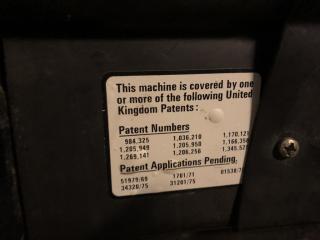 This machine is covered by one
or more of the following United
Kingdom Patents:
Patent Numbers
984,325 1,036,210
1,205,949 1,205,950
1,269,141 1,206,256
Patent Applications Pending.
51979/69 1701/71
34320/75 31201/75